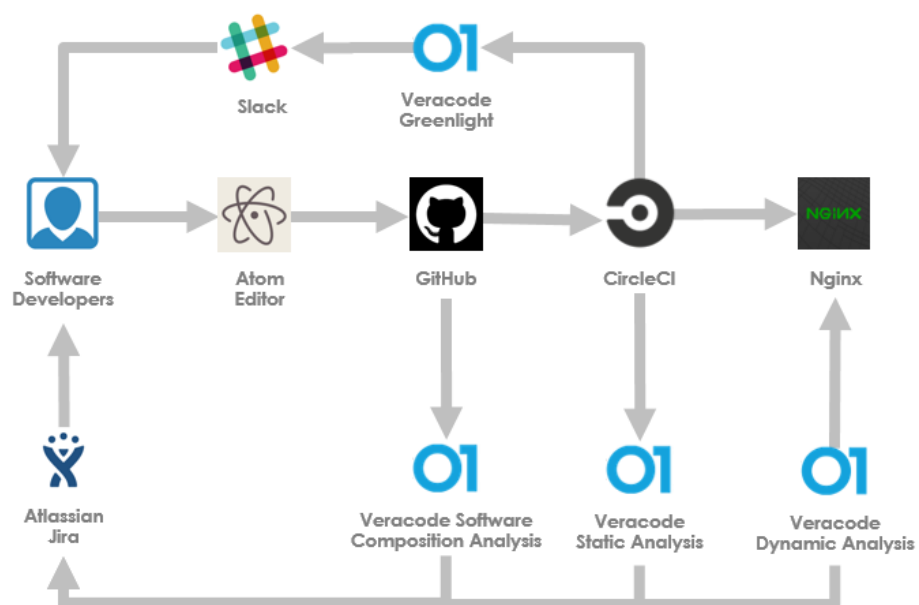 Slack
Veracode
Greenlight
NGINX
Software
Developers
Atom
Editor
GitHub
CircleCI
Nginx
Atlassian
Jira
Veracode Software
Composition Analysis
Veracode
Static Analysis
Veracode
Dynamic Analysis